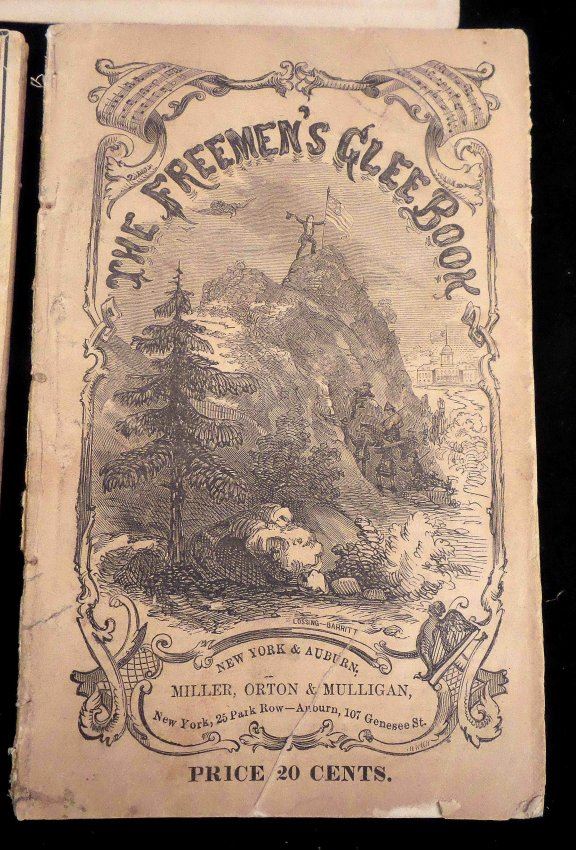 THE FREEMEN'S GLEE BOOK
LOSSING-BARRITT
NEW YORK & AUBURN;
MILLER, ORTON & MULLIGAN,
New York, 25 Park Row—Auburn, 107 Genesee St.
PRICE 20 CENTS.